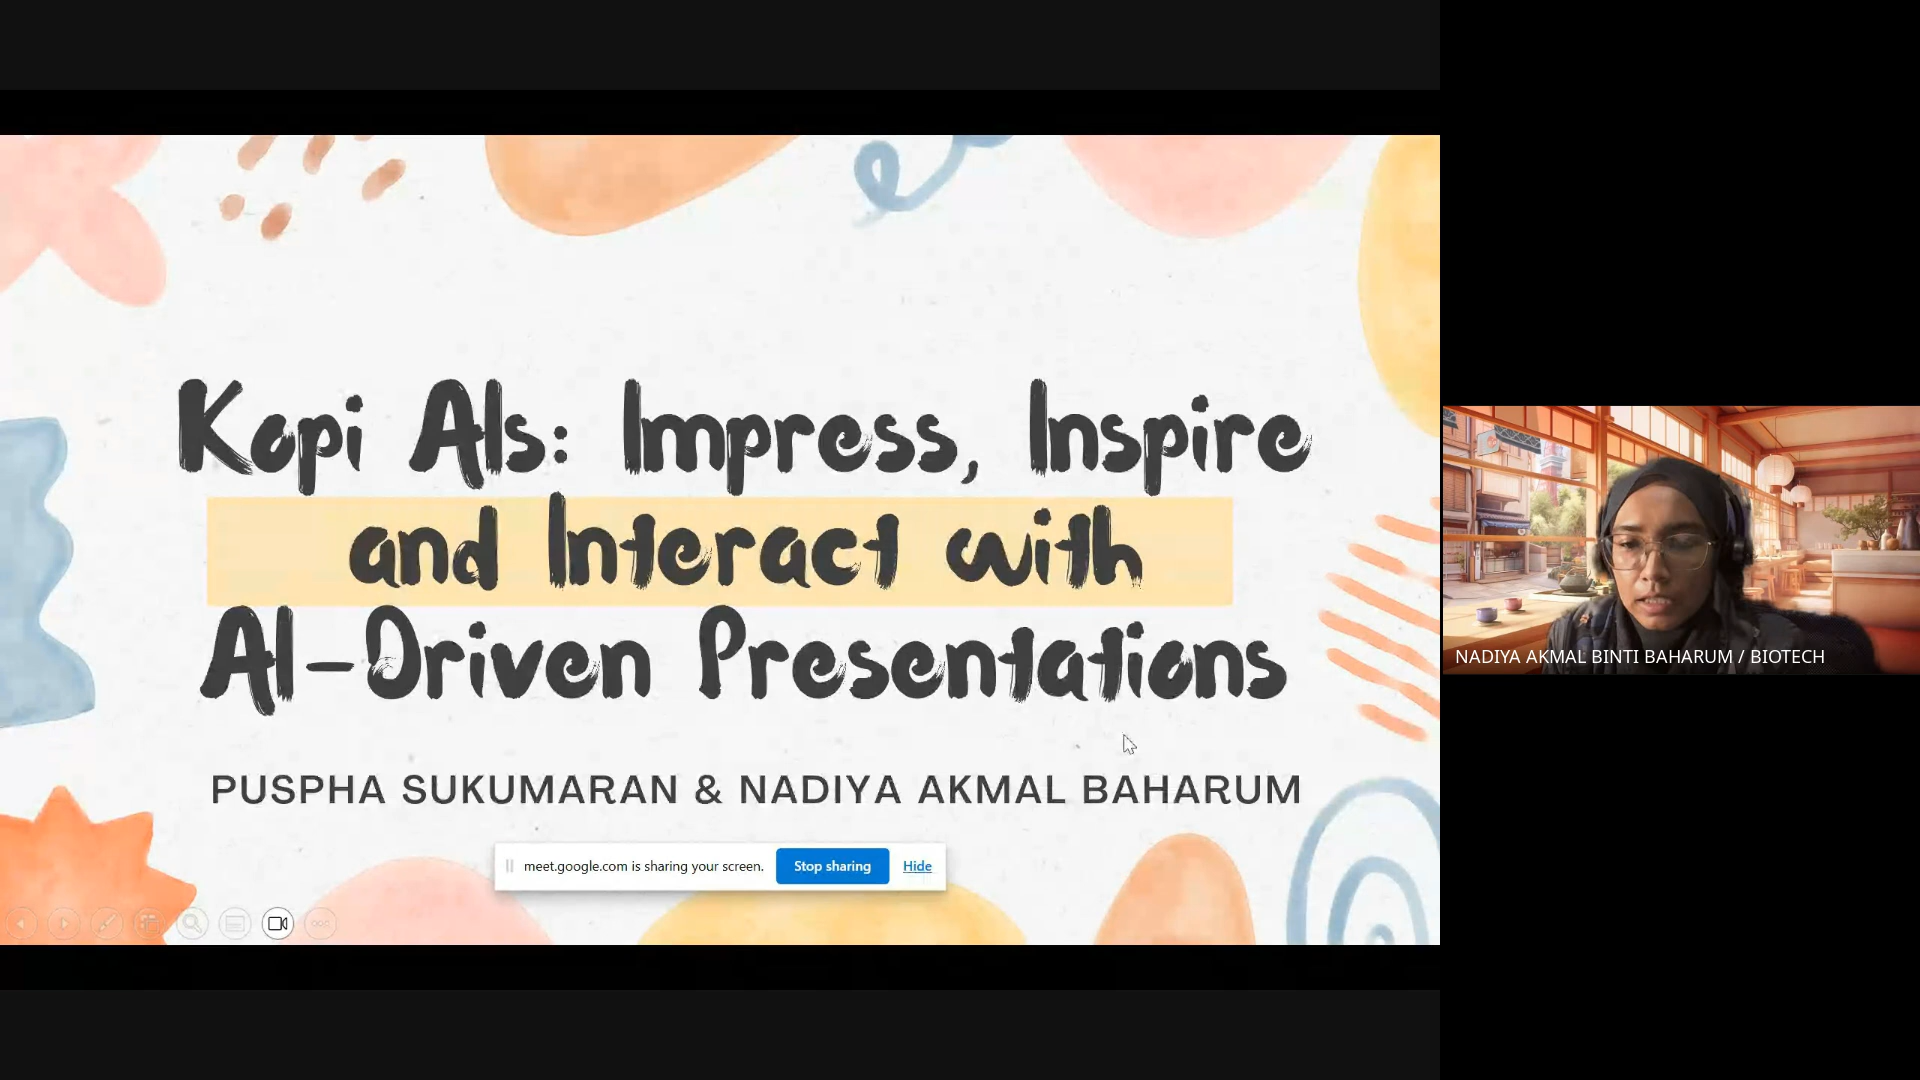 Kopi AIs: Impress, Inspire
and Interact with
AI-Driven Presentations
PUSPHA SUKUMARAN & NADIYA AKMAL BAHARUM
meet.google.com is sharing your screen. Stop sharing Hide
NADIYA AKMAL BINTI BAHARUM / BIOTECH